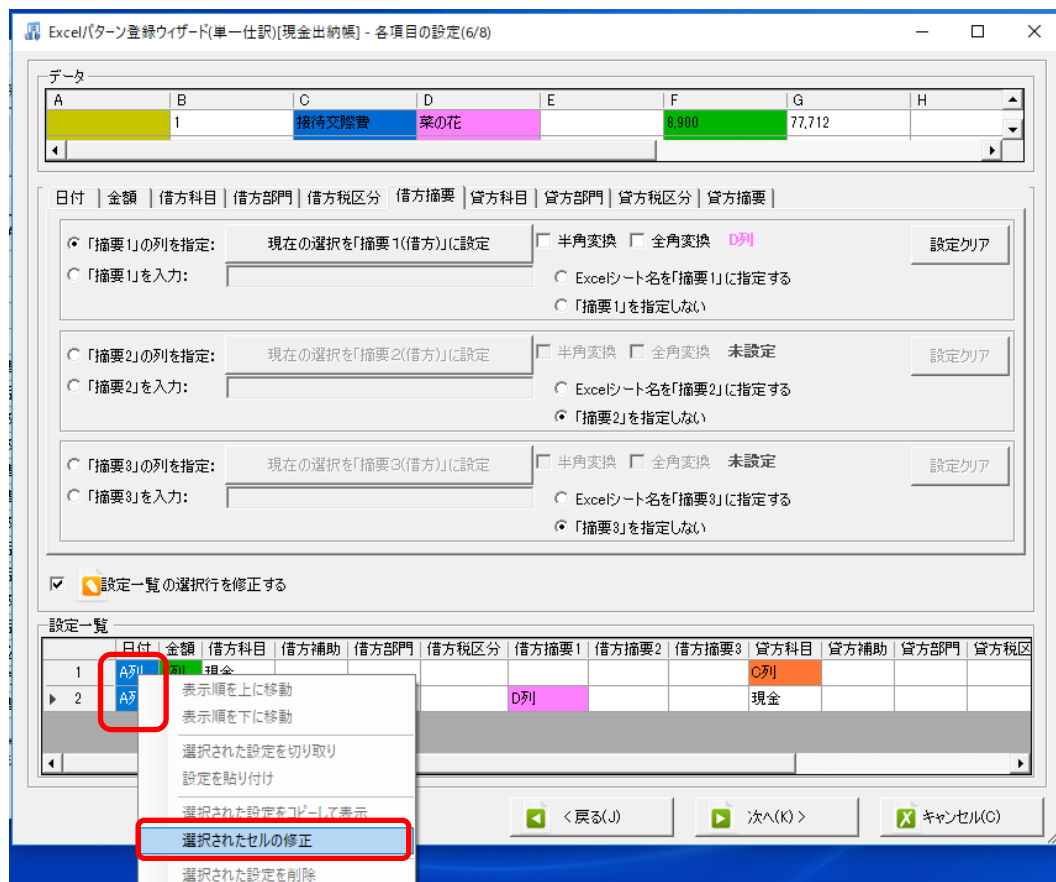 Excelパターン登録ウィザード(単一仕訳)[現金出納帳] - 各項目の設定(6/8)
データ
A B C D E F G H
1 接待交際費 菜の花 8,900 77,712
日付 金額 借方科目 借方部門 借方税区分 借方摘要 貸方科目 貸方部門 貸方税区分 貸方摘要
「摘要1」の列を指定: 現在の選択を「摘要1(借方)」に設定 半角変換 全角変換 D列 設定クリア
「摘要1」を入力: Excelシート名を「摘要1」に指定する
「摘要1」を指定しない
「摘要2」の列を指定: 現在の選択を「摘要2(借方)」に設定 半角変換 全角変換 未設定 設定クリア
「摘要2」を入力: Excelシート名を「摘要2」に指定する
「摘要2」を指定しない
「摘要3」の列を指定: 現在の選択を「摘要3(借方)」に設定 半角変換 全角変換 未設定 設定クリア
「摘要3」を入力: Excelシート名を「摘要3」に指定する
「摘要3」を指定しない
設定一覧の選択行を修正する
設定一覧
日付 金額 借方科目 借方補助 借方部門 借方税区分 借方摘要1 借方摘要2 借方摘要3 貸方科目 貸方補助 貸方部門 貸方税区
1 A列 現金 C列
2 A列 D列 現金
表示順を上に移動
表示順を下に移動
選択された設定を切り取り
設定を貼り付け
選択された設定をコピーして表示
選択されたセルの修正
選択された設定を削除
<戻る(J) 次へ(K) > キャンセル(C)